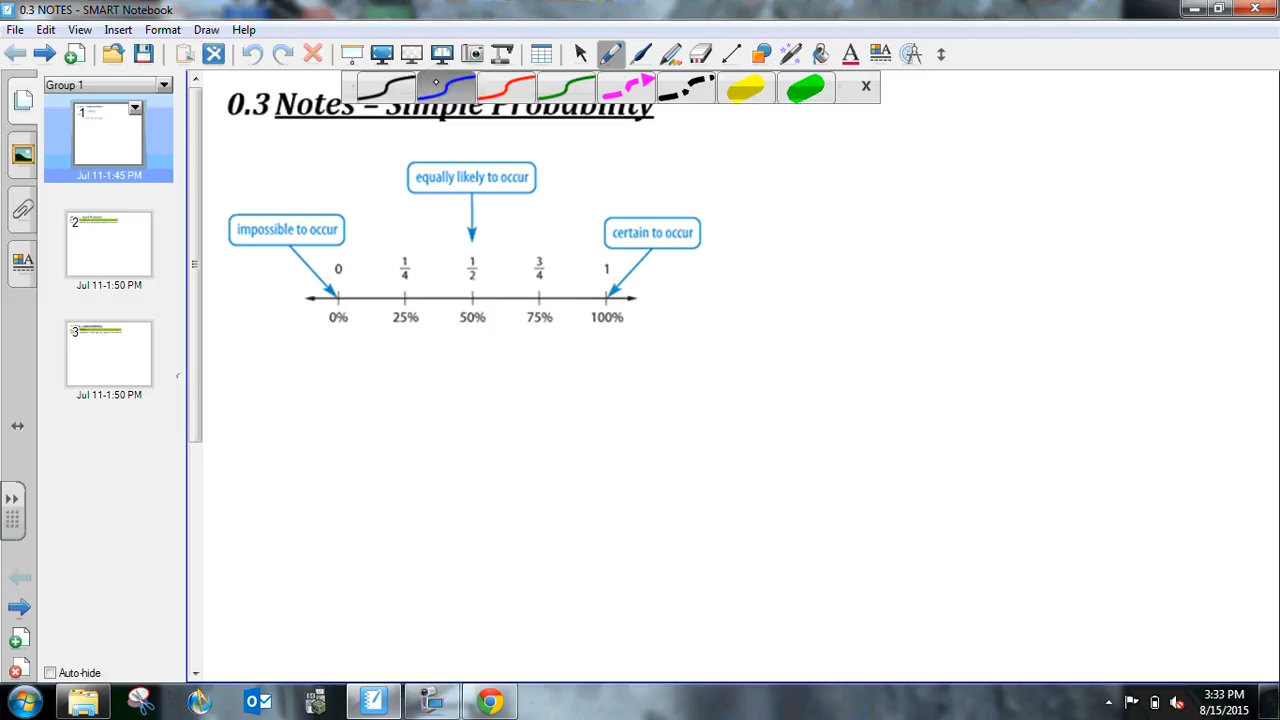 0.3 NOTES - SMART Notebook
File Edit View Insert Format Draw Help
Group 1
1
Jul 11-1:45 PM
2
Jul 11-1:50 PM
3
Jul 11-1:50 PM
Auto-hide
X
0.3 Notes – Simple Probability
equally likely to occur
impossible to occur
certain to occur
0 1/4 1/2 3/4 1
0% 25% 50% 75% 100%
3:33 PM
8/15/2015